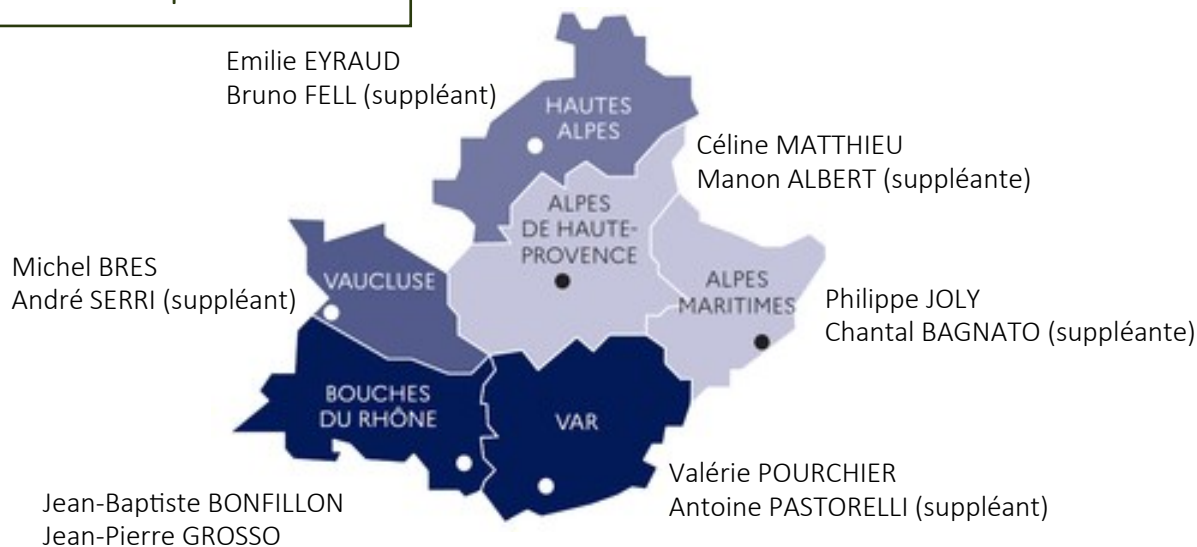 Emilie EYRAUD
Bruno FELL (suppléant)
HAUTES
ALPES
Céline MATTHIEU
Manon ALBERT (suppléante)
ALPES
DE HAUTE-
PROVENCE
Michel BRES
André SERRI (suppléant)
VAUCLUSE
ALPES
MARITIMES
Philippe JOLY
Chantal BAGNATO (suppléante)
BOUCHES
DU RHÔNE
VAR
Valérie POURCHIER
Antoine PASTORELLI (suppléant)
Jean-Baptiste BONFILLON
Jean-Pierre GROSSO